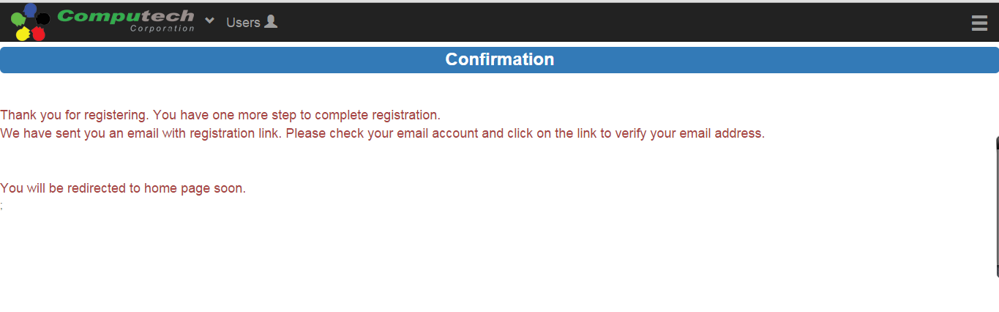 Computech
Corporation
Users
Confirmation
Thank you for registering. You have one more step to complete registration.
We have sent you an email with registration link. Please check your email account and click on the link to verify your email address.
You will be redirected to home page soon.
;